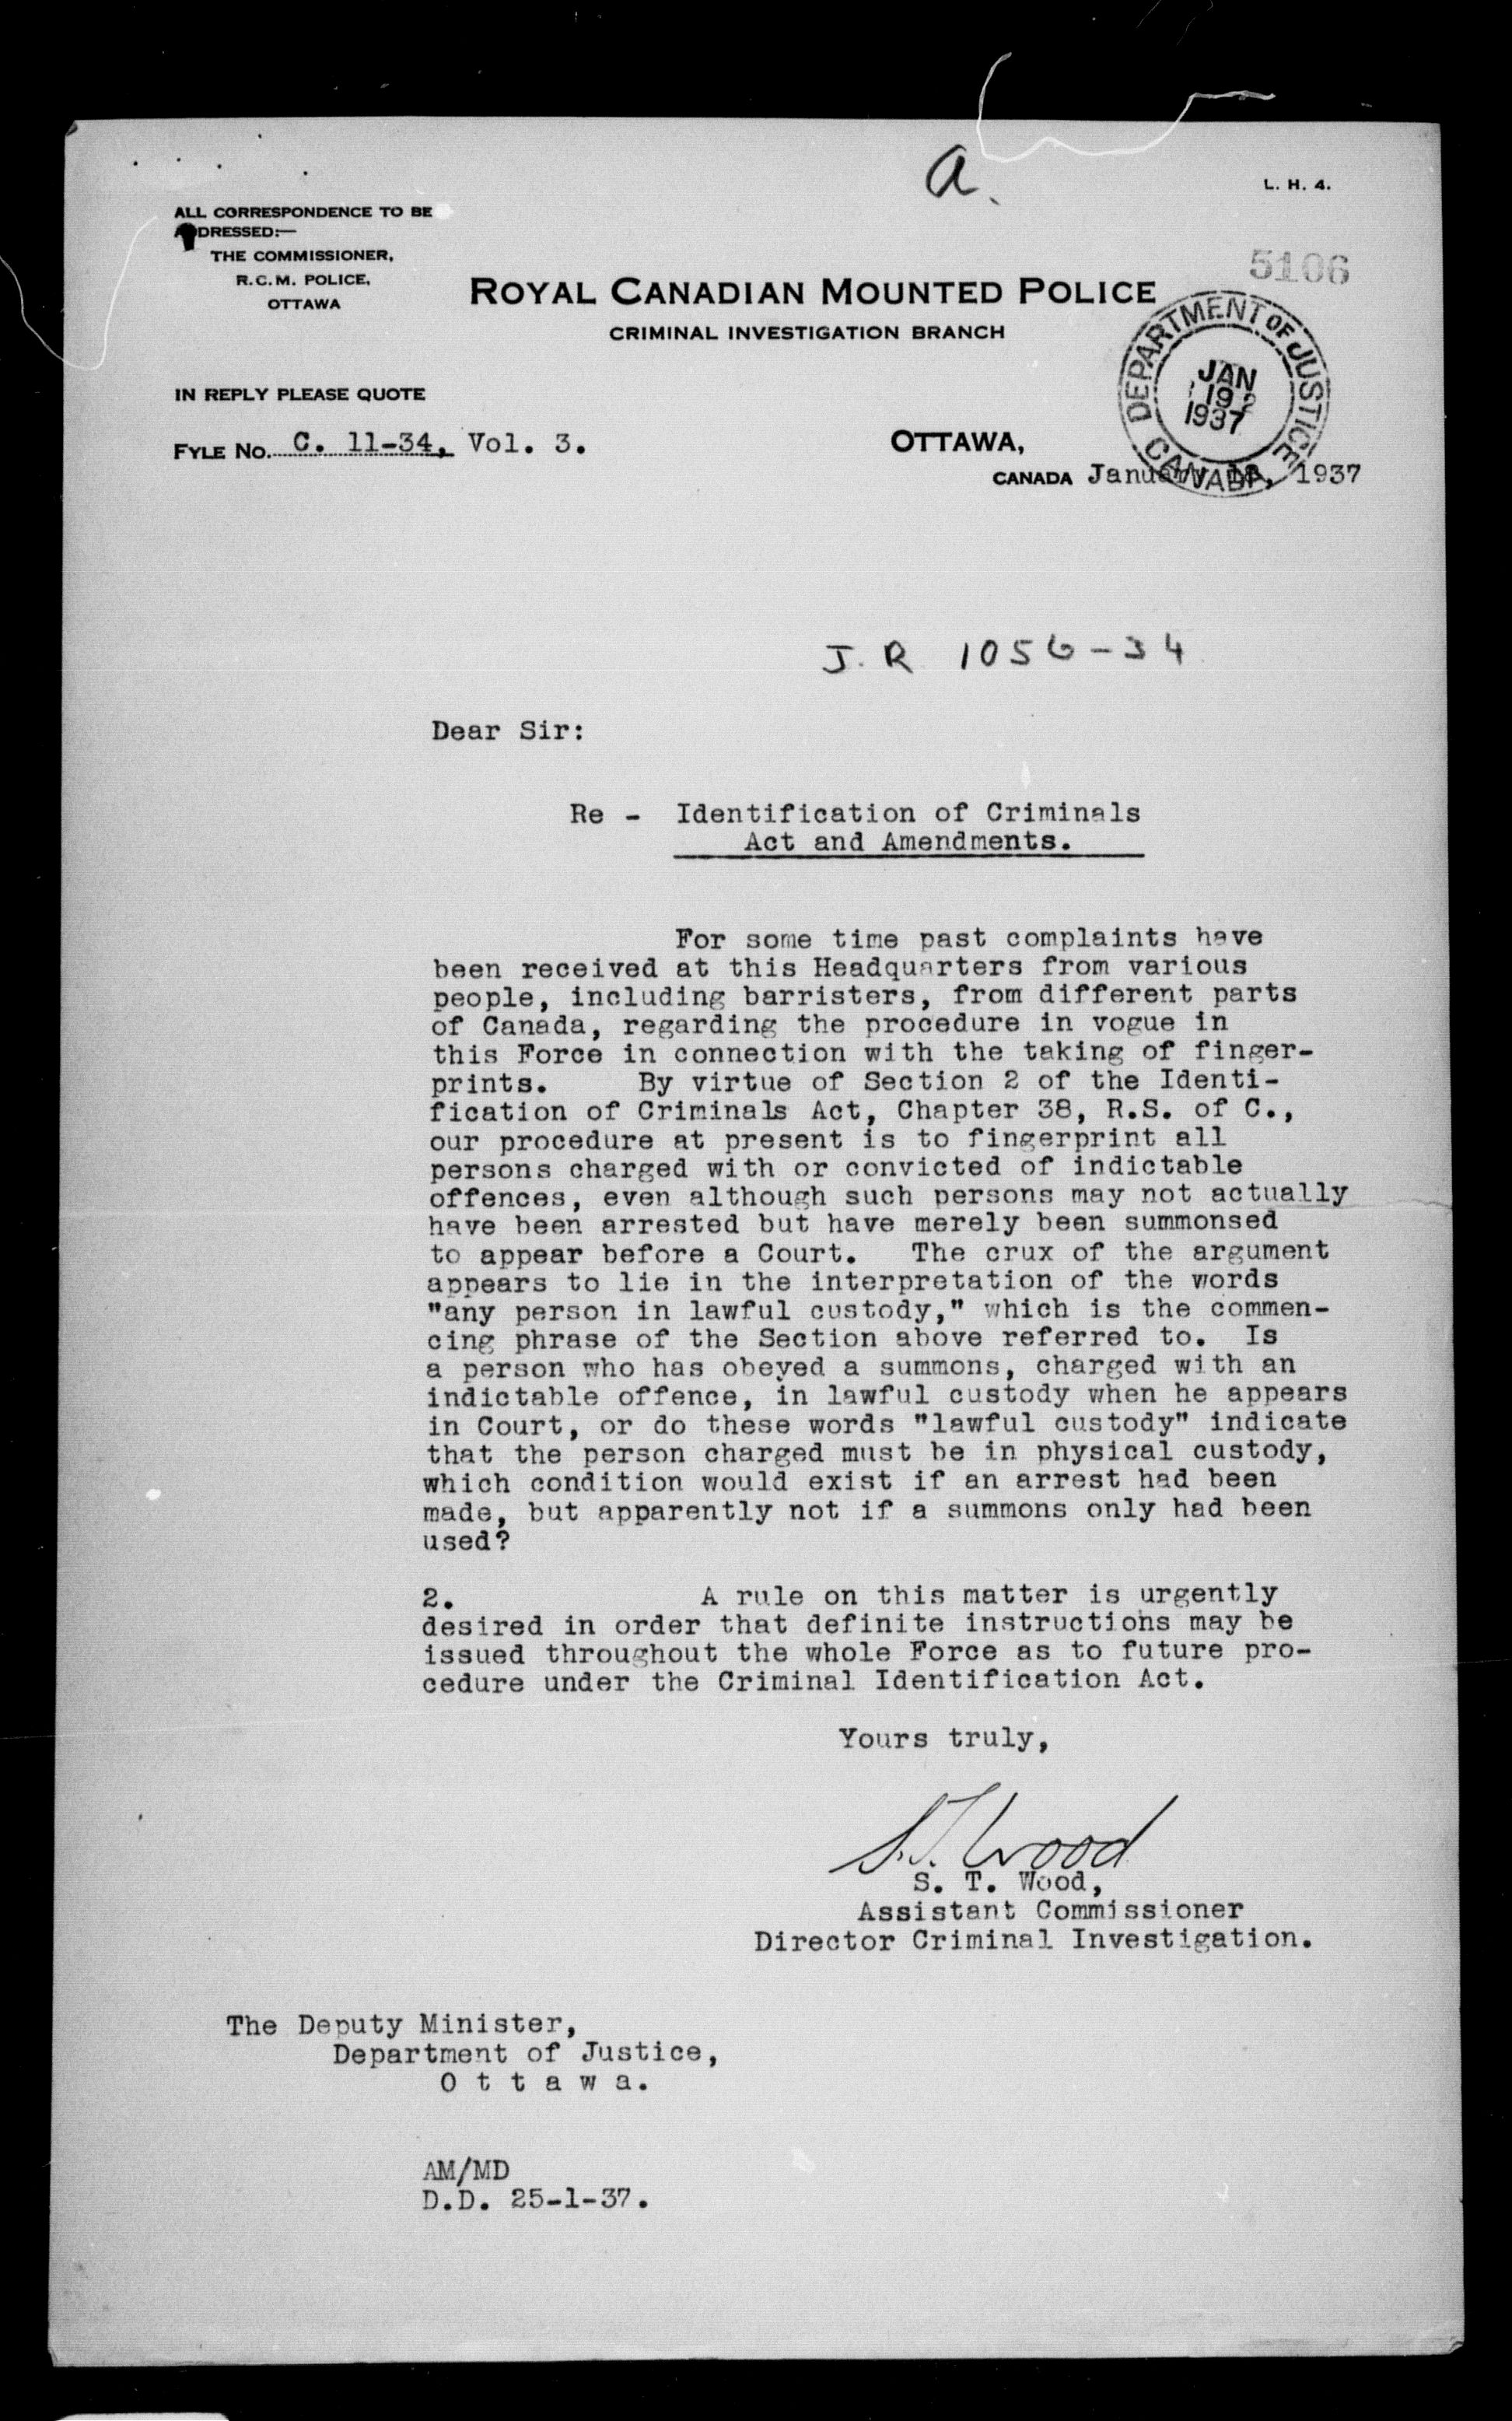 a.
L. H. 4.
ALL CORRESPONDENCE TO BE
DRESSED:—
THE COMMISSIONER,
R.C.M. POLICE,
OTTAWA
5106
ROYAL CANADIAN MOUNTED POLICE
CRIMINAL INVESTIGATION BRANCH
DEPARTMENT OF JUSTICE
JAN
19
1937
CANADA
IN REPLY PLEASE QUOTE
FYLE NO. C. 11-34, Vol. 3.
OTTAWA,
CANADA January 18, 1937
J.R 1056-34
Dear Sir:
Re - Identification of Criminals
Act and Amendments.
For some time past complaints have
been received at this Headquarters from various
people, including barristers, from different parts
of Canada, regarding the procedure in vogue in
this Force in connection with the taking of finger-
prints. By virtue of Section 2 of the Identi-
fication of Criminals Act, Chapter 38, R.S. of C.,
our procedure at present is to fingerprint all
persons charged with or convicted of indictable
offences, even although such persons may not actually
have been arrested but have merely been summonsed
to appear before a Court. The crux of the argument
appears to lie in the interpretation of the words
"any person in lawful custody," which is the commen-
cing phrase of the Section above referred to. Is
a person who has obeyed a summons, charged with an
indictable offence, in lawful custody when he appears
in Court, or do these words "lawful custody" indicate
that the person charged must be in physical custody,
which condition would exist if an arrest had been
made, but apparently not if a summons only had been
used?
2. A rule on this matter is urgently
desired in order that definite instructions may be
issued throughout the whole Force as to future pro-
cedure under the Criminal Identification Act.
Yours truly,
S.T. Wood
S. T. Wood,
Assistant Commissioner
Director Criminal Investigation.
The Deputy Minister,
Department of Justice,
O t t a w a.
AM/MD
D.D. 25-1-37.